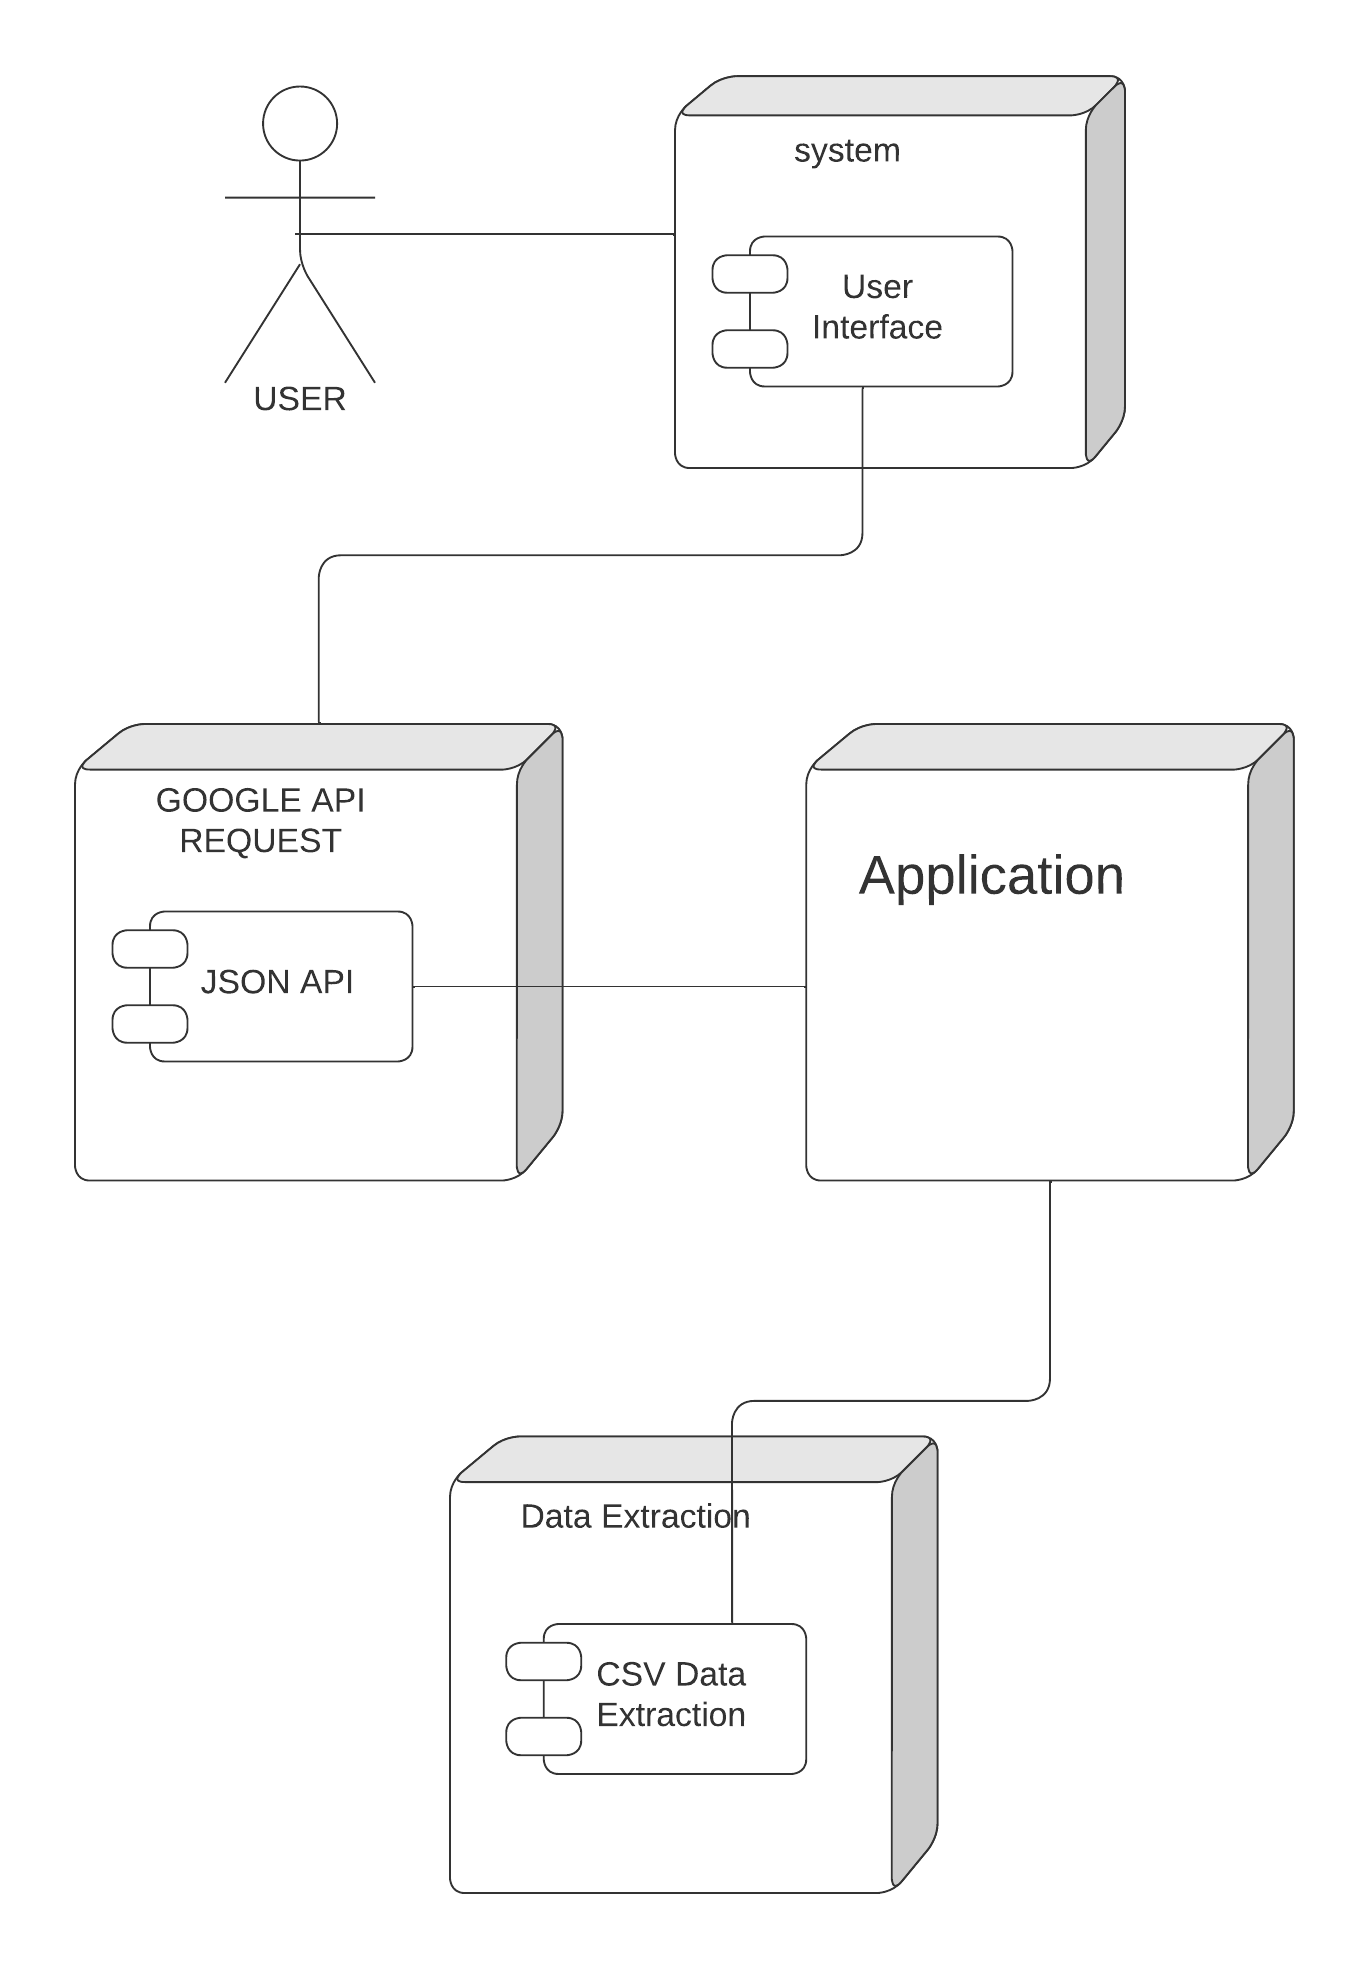 system
User
Interface
USER
GOOGLE API
REQUEST
JSON API
Application
Data Extraction
CSV Data
Extraction